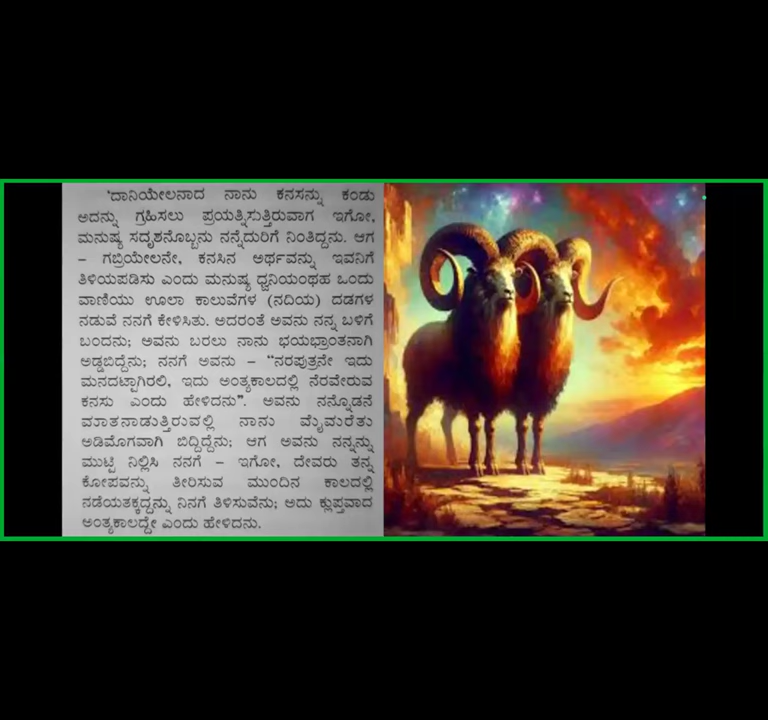 'ದಾನಿಯೇಲನಾದ ನಾನು ಕನಸನ್ನು ಕಂಡು
ಅದನ್ನು ಗ್ರಹಿಸಲು ಪ್ರಯತ್ನಿಸುತ್ತಿರುವಾಗ ಇಗೋ,
ಮನುಷ್ಯ ಸದೃಶನೊಬ್ಬನು ನನ್ನೆದುರಿಗೆ ನಿಂತಿದ್ದನು. ಆಗ
– ಗಬ್ರಿಯೇಲನೇ, ಕನಸಿನ ಅರ್ಥವನ್ನು ಇವನಿಗೆ
ತಿಳಿಯಪಡಿಸು ಎಂದು ಮನುಷ್ಯ ಧ್ವನಿಯಂಥಹ ಒಂದು
ವಾಣಿಯು ಊಲಾ ಕಾಲುವೆಗಳ (ನದಿಯ) ದಡಗಳ
ನಡುವೆ ನನಗೆ ಕೇಳಿಸಿತು. ಅದರಂತೆ ಅವನು ನನ್ನ ಬಳಿಗೆ
ಬಂದನು; ಅವನು ಬರಲು ನಾನು ಭಯಭ್ರಾಂತನಾಗಿ
ಅಡ್ಡಬಿದ್ದೆನು; ನನಗೆ ಅವನು – "ನರಪುತ್ರನೇ ಇದು
ಮನದಟ್ಟಾಗಿರಲಿ, ಇದು ಅಂತ್ಯಕಾಲದಲ್ಲಿ ನೆರವೇರುವ
ಕನಸು ಎಂದು ಹೇಳಿದನು". ಅವನು ನನ್ನೊಡನೆ
ಮಾತನಾಡುತ್ತಿರುವಲ್ಲಿ ನಾನು ಮೈಮರೆತು
ಅಡಿಮೊಗವಾಗಿ ಬಿದ್ದಿದ್ದೆನು; ಆಗ ಅವನು ನನ್ನನ್ನು
ಮುಟ್ಟಿ ನಿಲ್ಲಿಸಿ ನನಗೆ – ಇಗೋ, ದೇವರು ತನ್ನ
ಕೋಪವನ್ನು ತೀರಿಸುವ ಮುಂದಿನ ಕಾಲದಲ್ಲಿ
ನಡೆಯತಕ್ಕದ್ದನ್ನು ನಿನಗೆ ತಿಳಿಸುವೆನು; ಅದು ಕ್ಲುಪ್ತವಾದ
ಅಂತ್ಯಕಾಲದ್ದೇ ಎಂದು ಹೇಳಿದನು.